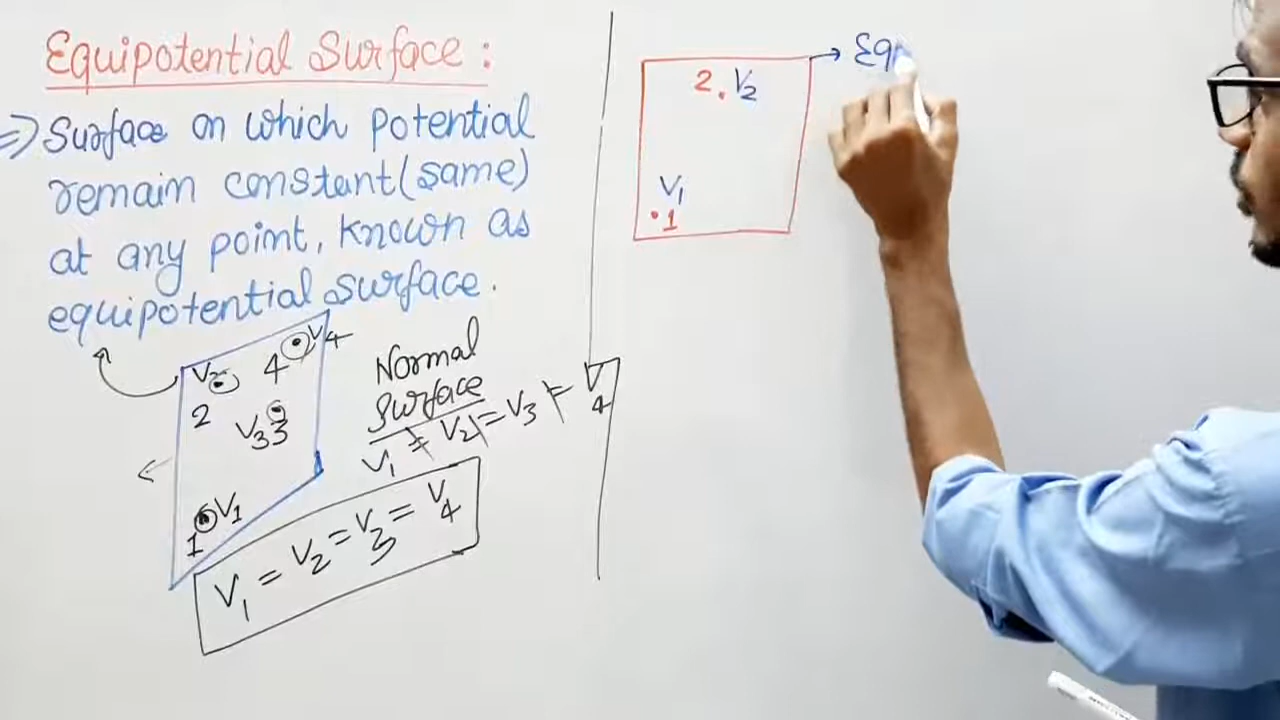 Equipotential Surface :
=> Surface on which potential
remain constant (same)
at any point, known as
equipotential surface.
V2 4 V4
2
V3 3
V1
1
Normal
Surface
V1 ≠ V2 ≠ V3 ≠ V4
V1 = V2 = V3 = V4
2 . V2
V1
. 1
Equ